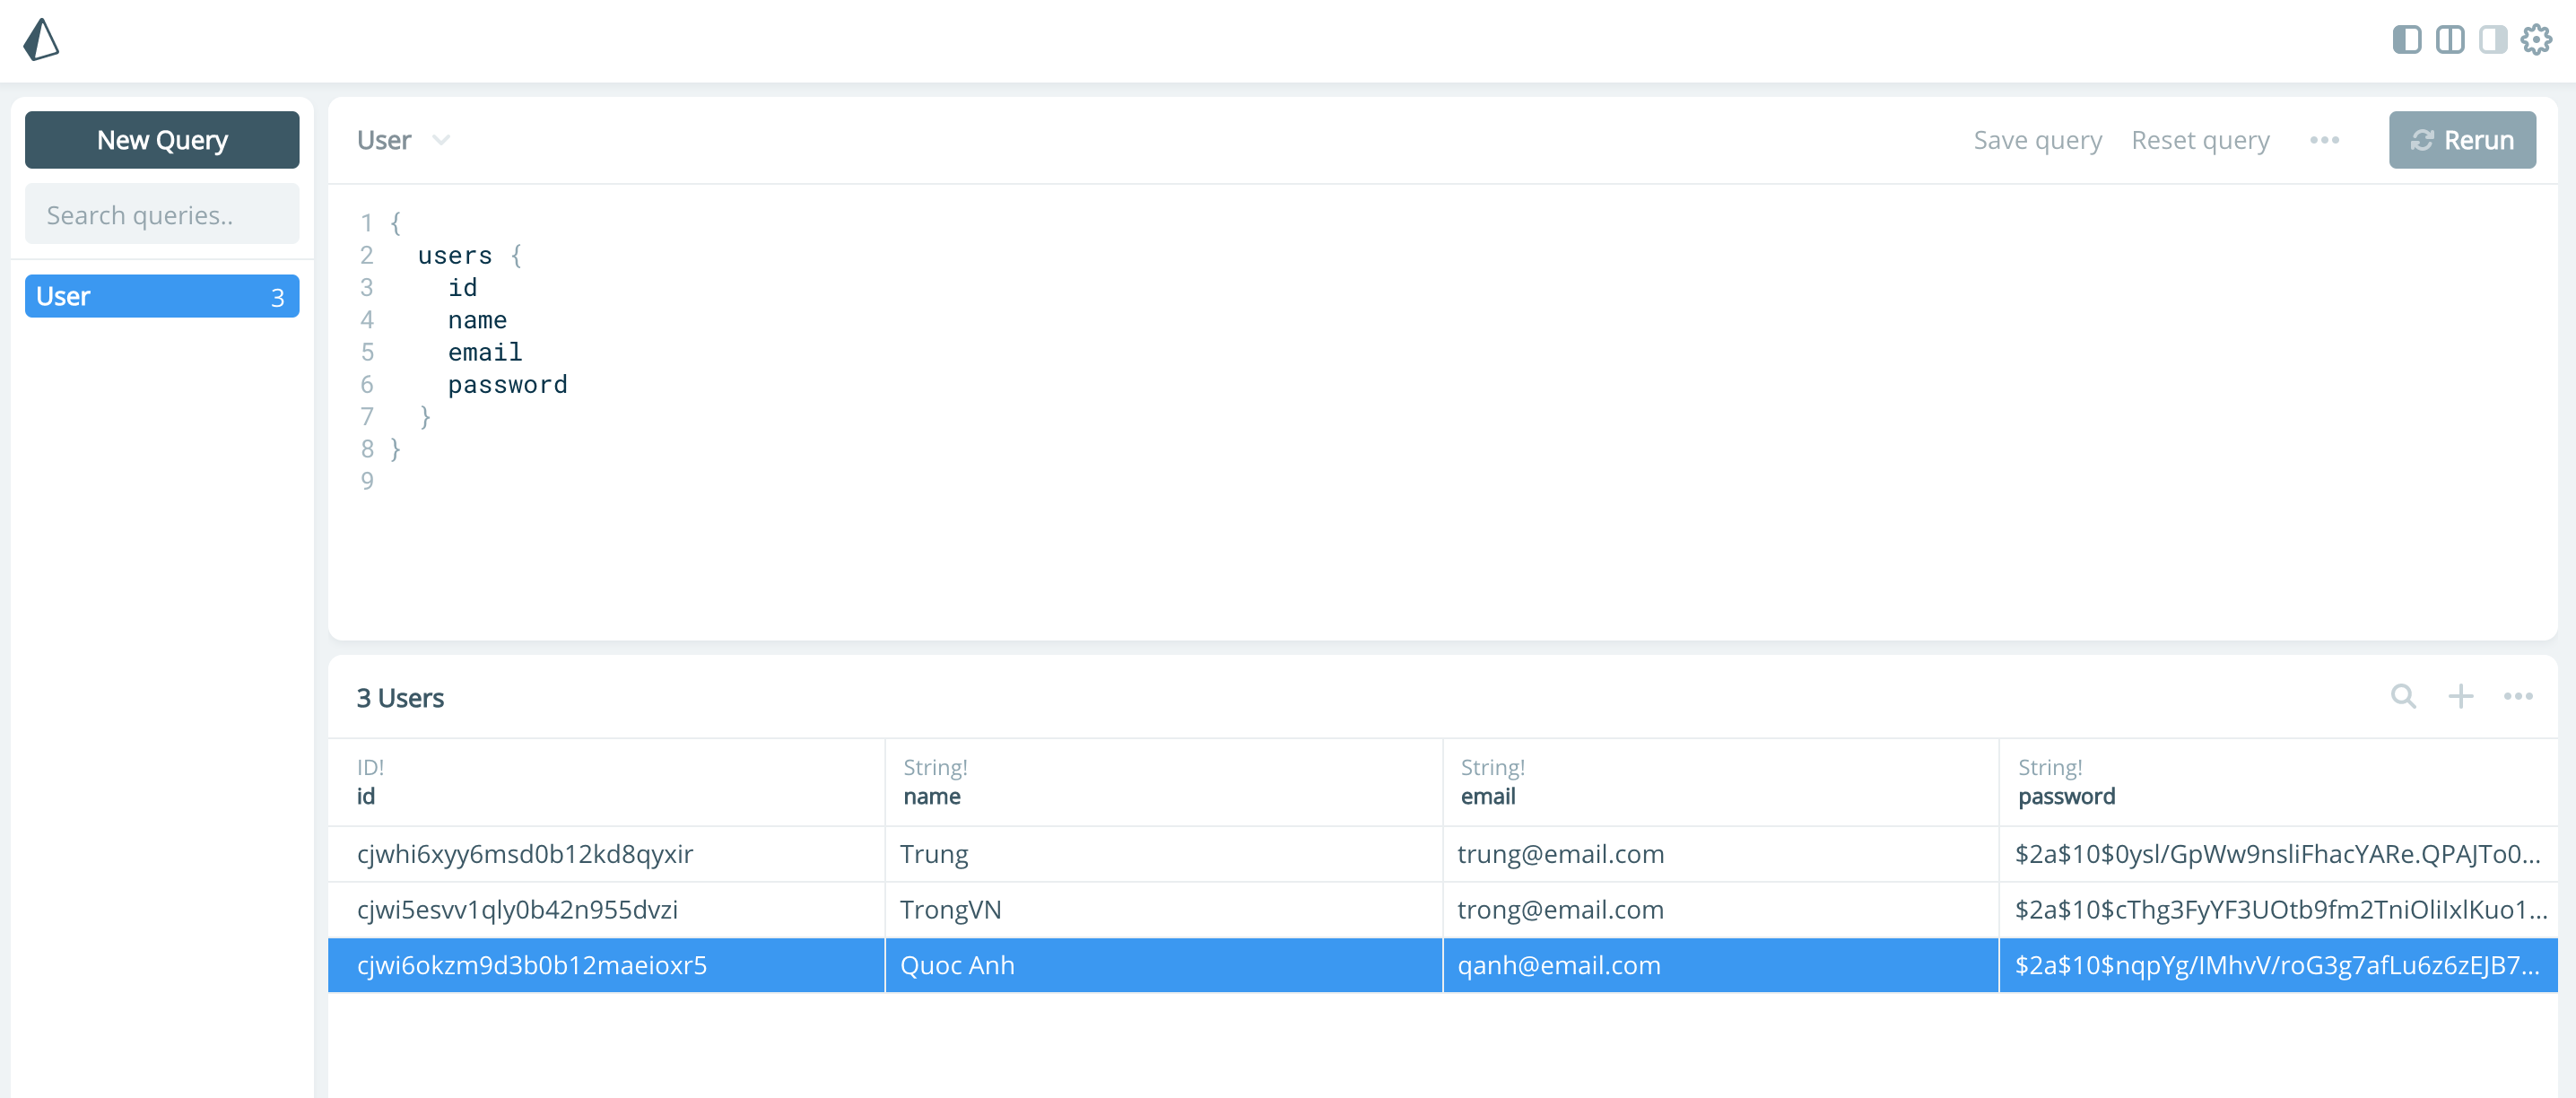 New Query
Search queries..
User 3
User
Save query Reset query ••• Rerun
1 {
2 users {
3 id
4 name
5 email
6 password
7 }
8 }
9
3 Users
ID! String! String! String!
id name email password
cjwhi6xyy6msd0b12kd8qyxir Trung trung@email.com $2a$10$0ysl/GpWw9nsliFhacYARe.QPAJTo0...
cjwi5esvv1qly0b42n955dvzi TrongVN trong@email.com $2a$10$cThg3FyYF3UOtb9fm2TniOliIxlKuo1...
cjwi6okzm9d3b0b12maeioxr5 Quoc Anh qanh@email.com $2a$10$nqpYg/IMhvV/roG3g7afLu6z6zEJB7...